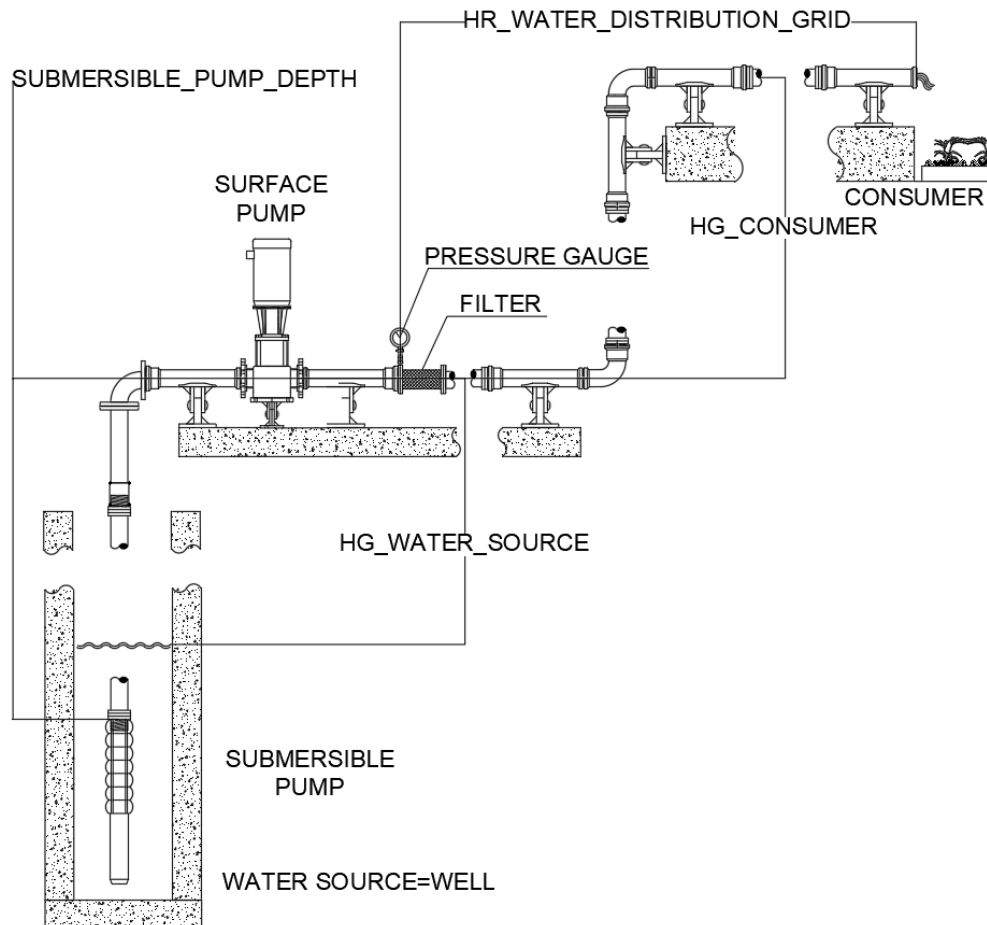 HR_WATER_DISTRIBUTION_GRID
SUBMERSIBLE_PUMP_DEPTH
SURFACE
PUMP
CONSUMER
HG_CONSUMER
PRESSURE GAUGE
FILTER
HG_WATER_SOURCE
SUBMERSIBLE
PUMP
WATER SOURCE=WELL